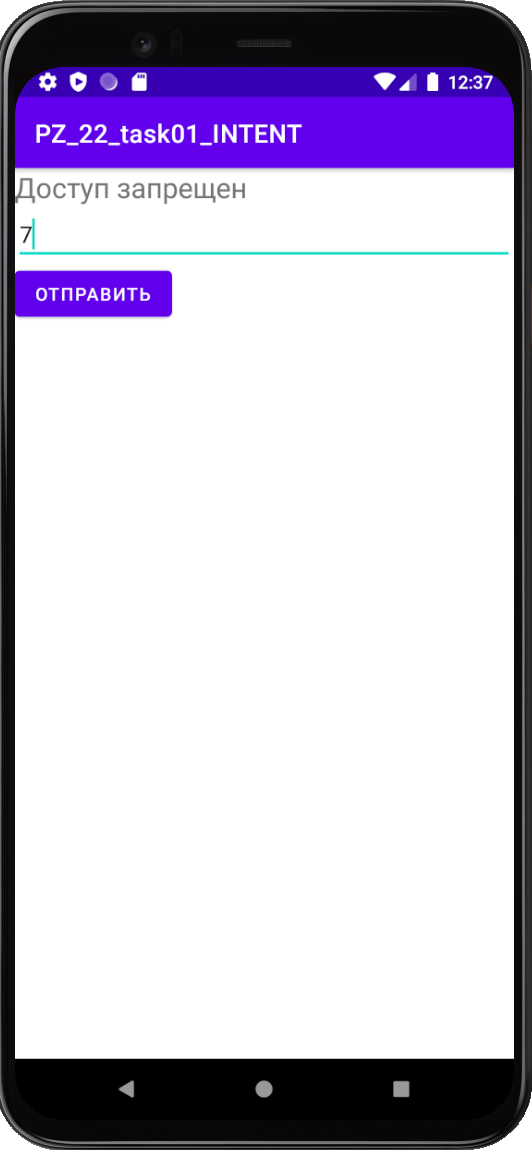 12:37
PZ_22_task01_INTENT
Доступ запрещен
7
ОТПРАВИТЬ